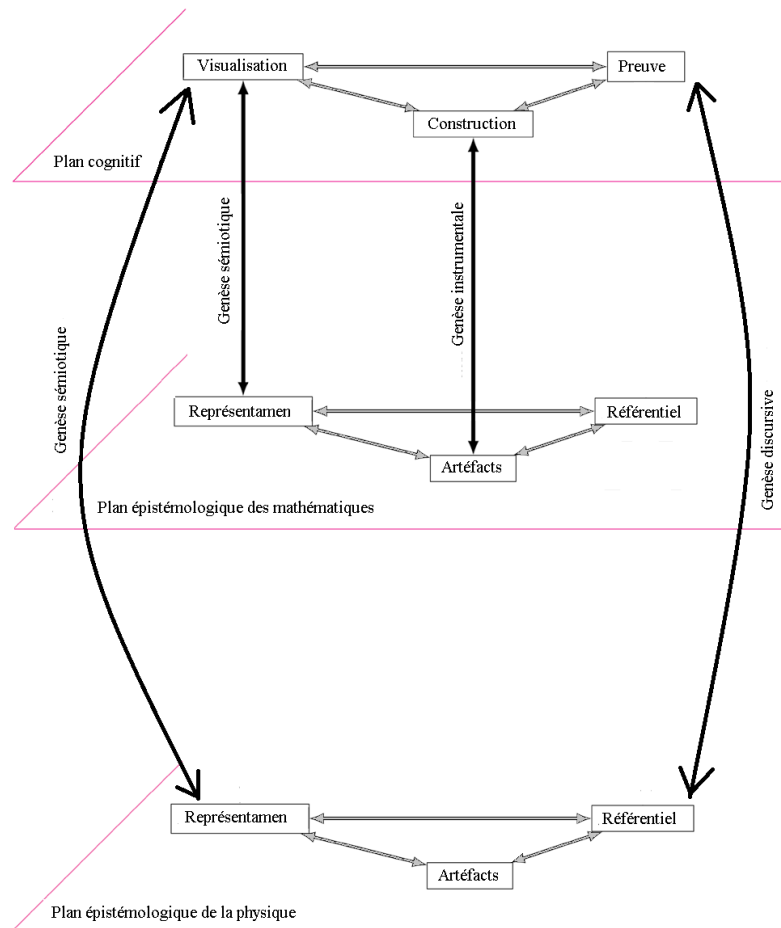 Visualisation
Preuve
Construction
Plan cognitif
Genèse sémiotique
Genèse instrumentale
Genèse sémiotique
Genèse discursive
Représentamen
Référentiel
Artéfacts
Plan épistémologique des mathématiques
Représentamen
Référentiel
Artéfacts
Plan épistémologique de la physique